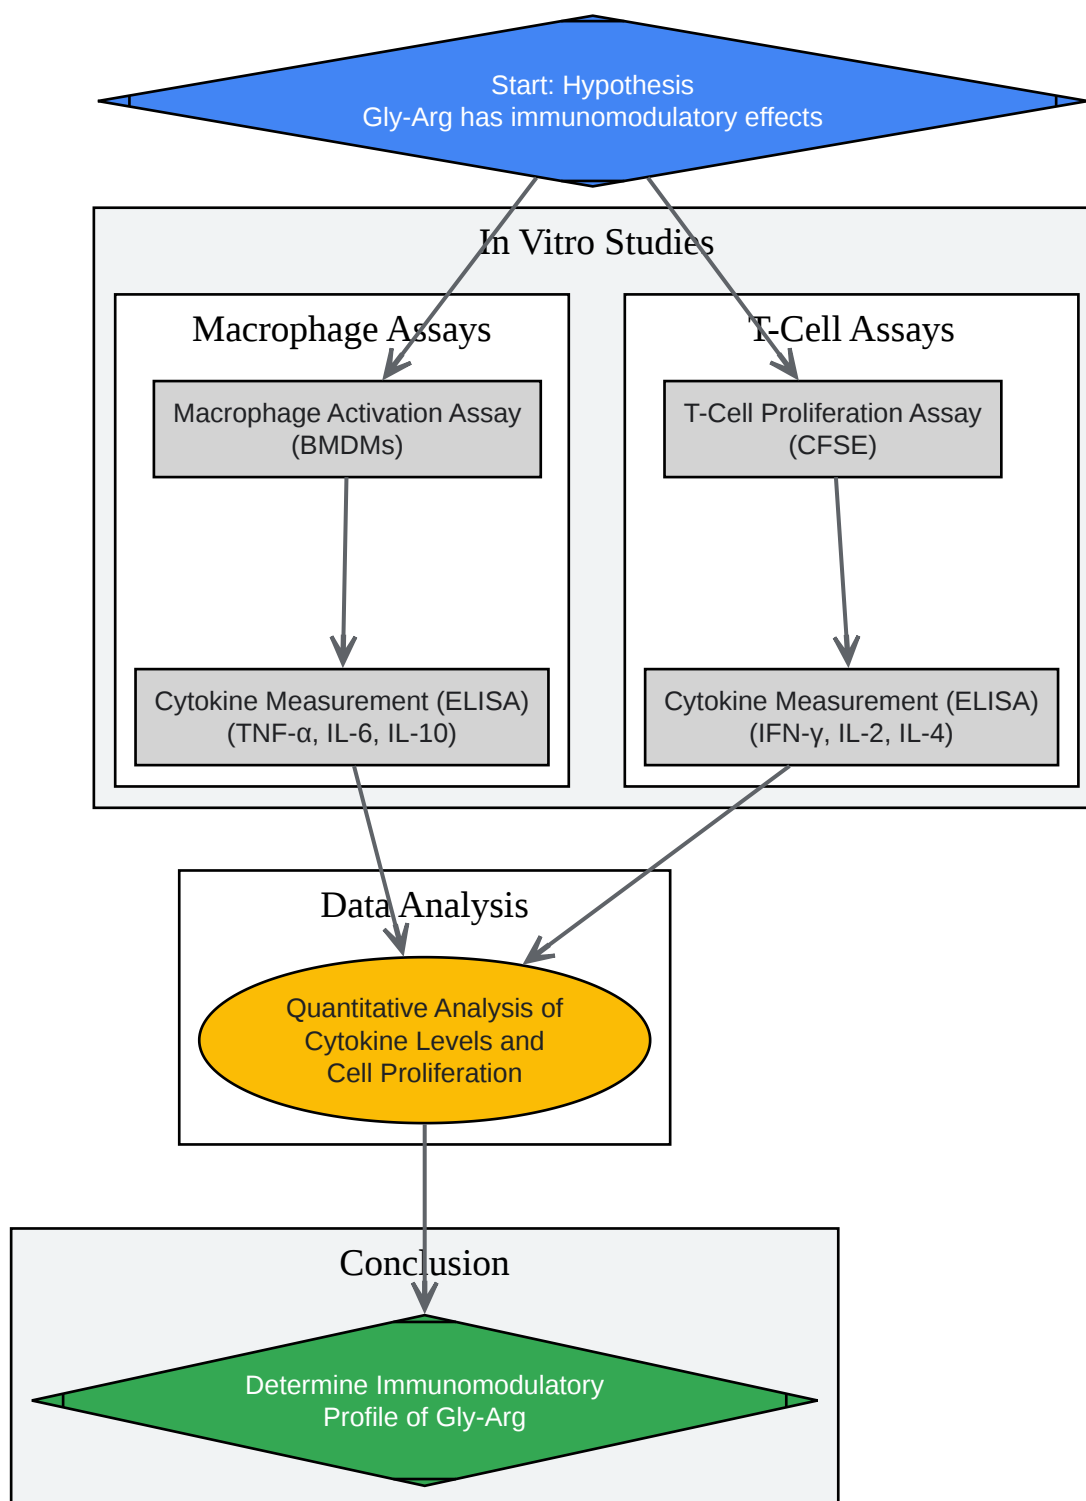 Start: Hypothesis
Gly-Arg has immunomodulatory effects
In Vitro Studies
Macrophage Assays
Macrophage Activation Assay
(BMDMs)
Cytokine Measurement (ELISA)
(TNF-α, IL-6, IL-10)
T-Cell Assays
T-Cell Proliferation Assay
(CFSE)
Cytokine Measurement (ELISA)
(IFN-γ, IL-2, IL-4)
Data Analysis
Quantitative Analysis of
Cytokine Levels and
Cell Proliferation
Conclusion
Determine Immunomodulatory
Profile of Gly-Arg